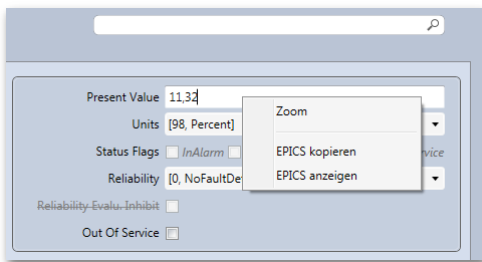 Present Value 11,32
Zoom
Units [98, Percent]
Status Flags InAlarm
EPICS kopieren
Reliability [0, NoFaultDe
EPICS anzeigen
Reliability Evalu. Inhibit
Out Of Service